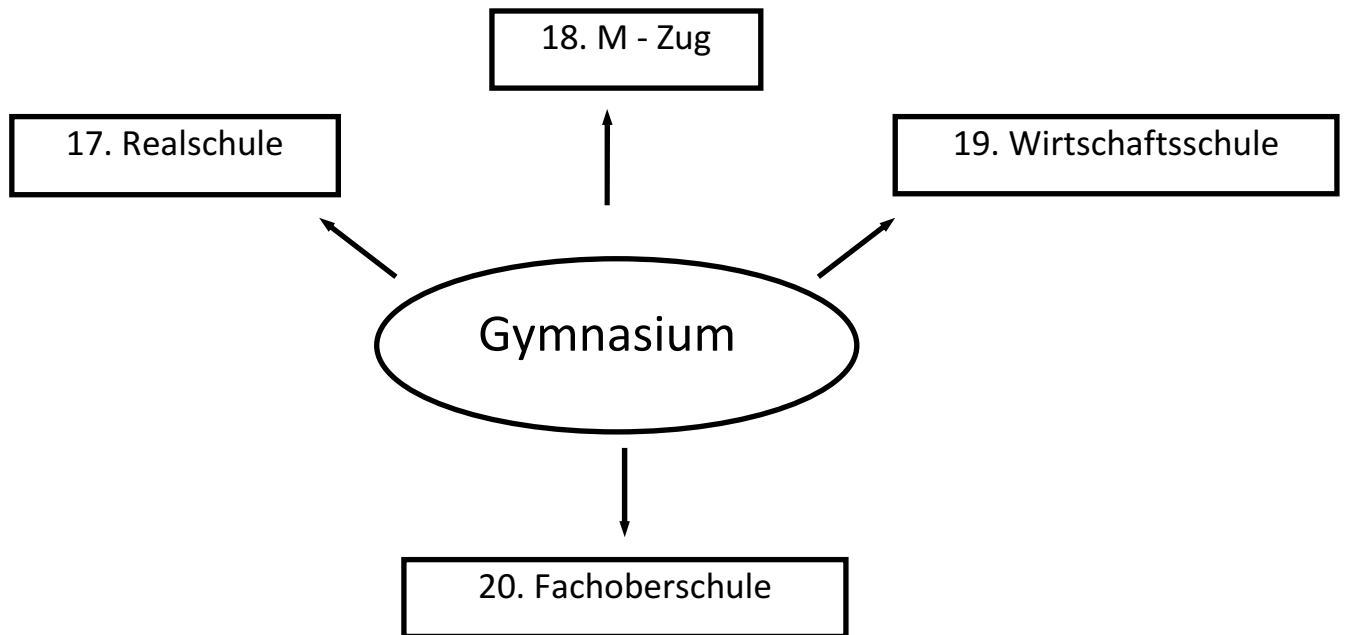 18. M - Zug
17. Realschule
19. Wirtschaftsschule
Gymnasium
20. Fachoberschule